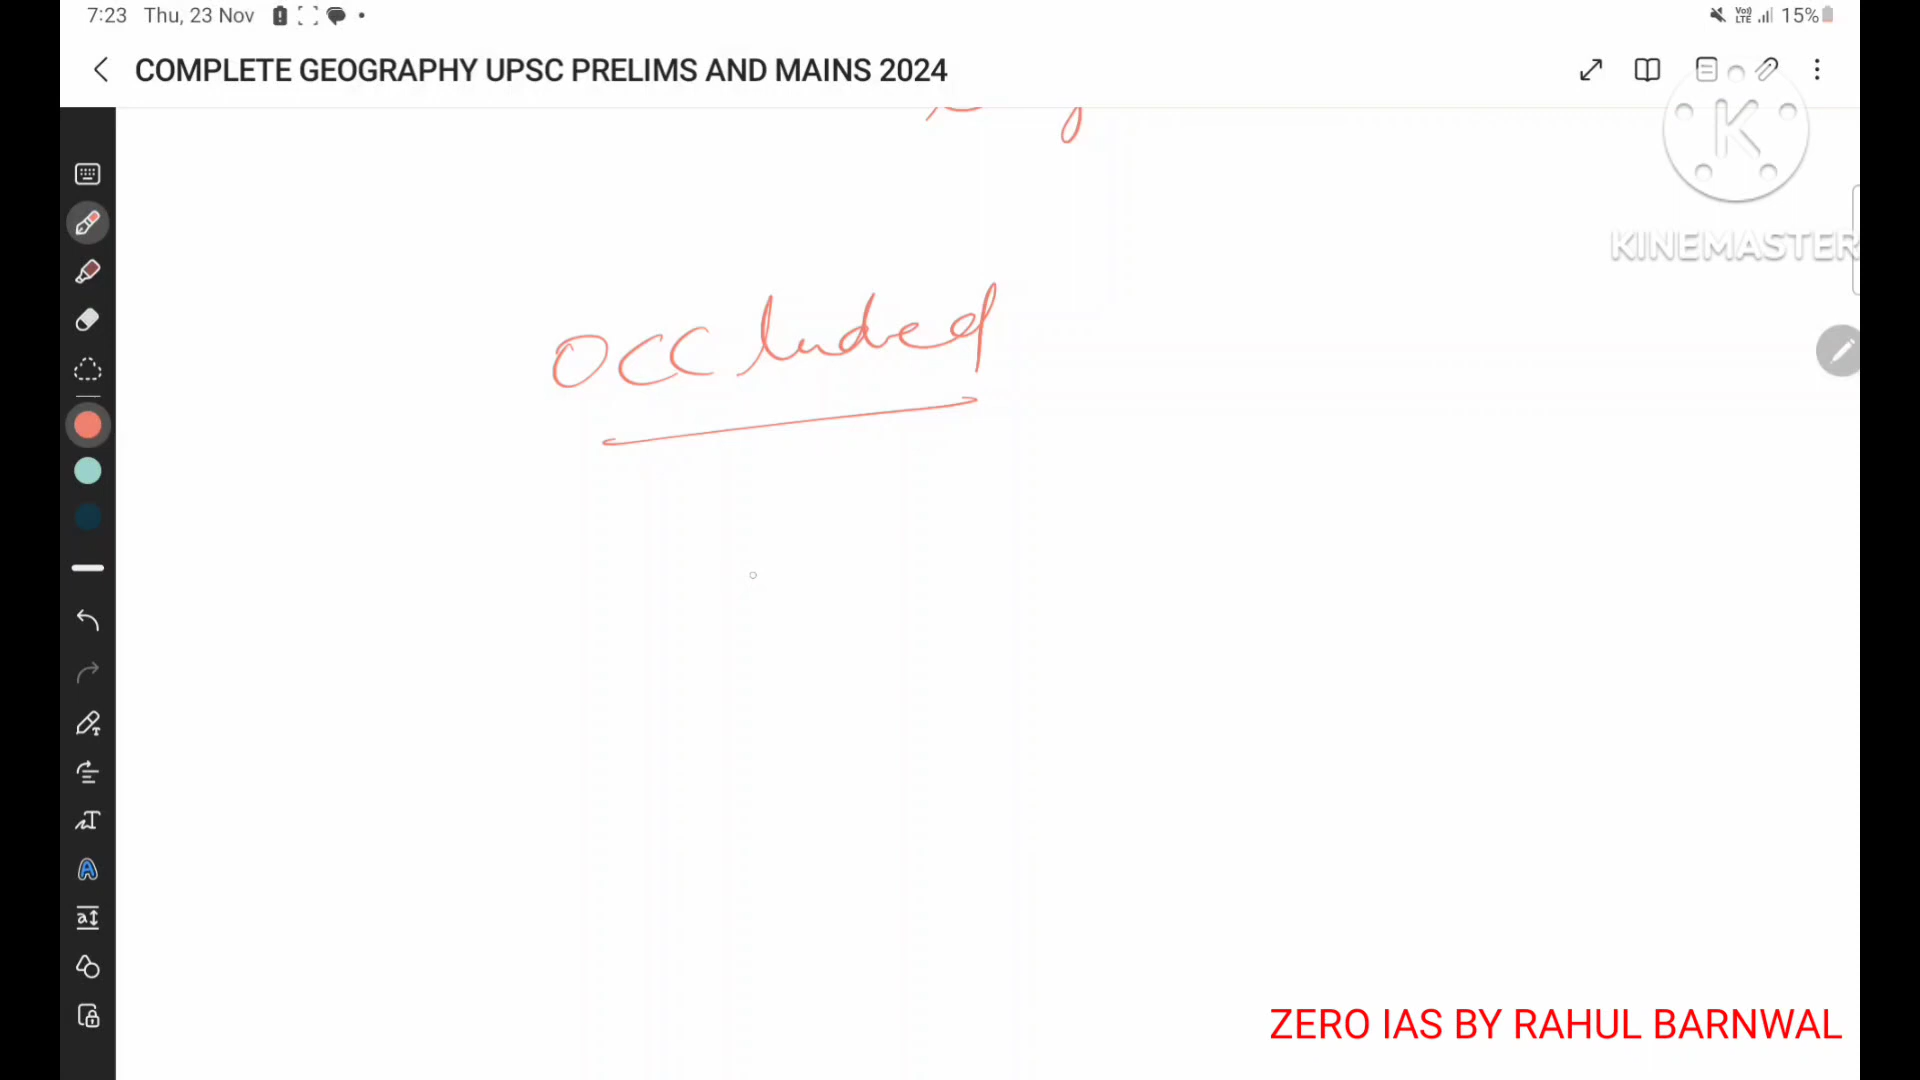 7:23 Thu, 23 Nov 15%
COMPLETE GEOGRAPHY UPSC PRELIMS AND MAINS 2024
K
KINEMASTER
occluded
ZERO IAS BY RAHUL BARNWAL